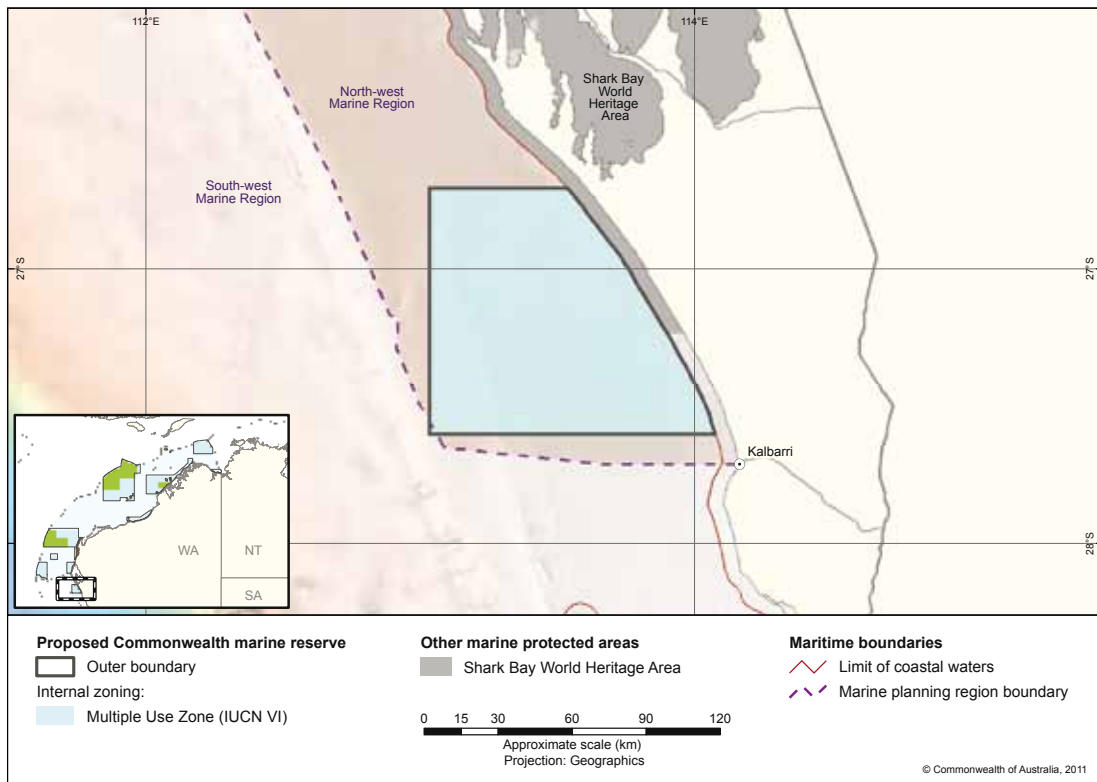 112°E
114°E
North-west
Marine Region
Shark Bay
World
Heritage
Area
South-west
Marine Region
27°S
27°S
Kalbarri
28°S
WA
NT
SA
Proposed Commonwealth marine reserve
Outer boundary
Internal zoning:
Multiple Use Zone (IUCN VI)
Other marine protected areas
Shark Bay World Heritage Area
0 15 30 60 90 120
Approximate scale (km)
Projection: Geographics
Maritime boundaries
Limit of coastal waters
Marine planning region boundary
© Commonwealth of Australia, 2011